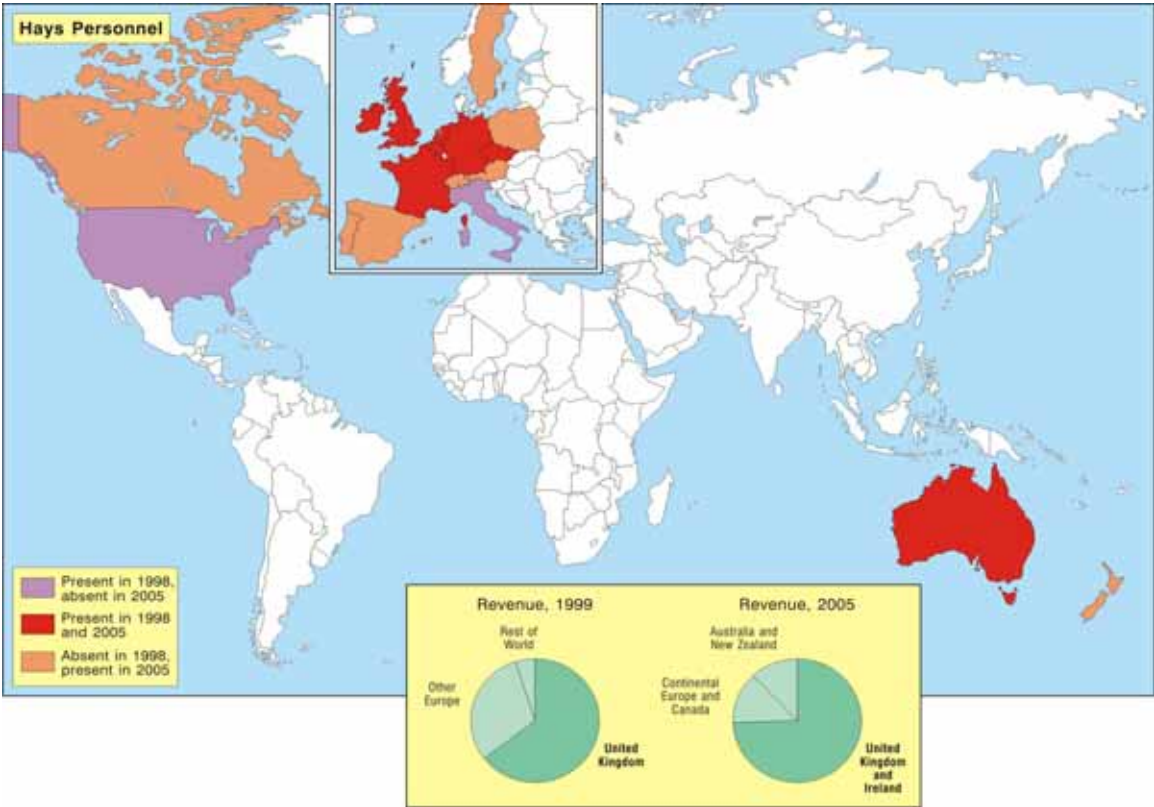 Hays Personnel
Present in 1998,
absent in 2005
Present in 1998
and 2005
Absent in 1998,
present in 2005
Revenue, 1999
Rest of
World
Other
Europe
United
Kingdom
Revenue, 2005
Australia and
New Zealand
Continental
Europe and
Canada
United
Kingdom
and
Ireland